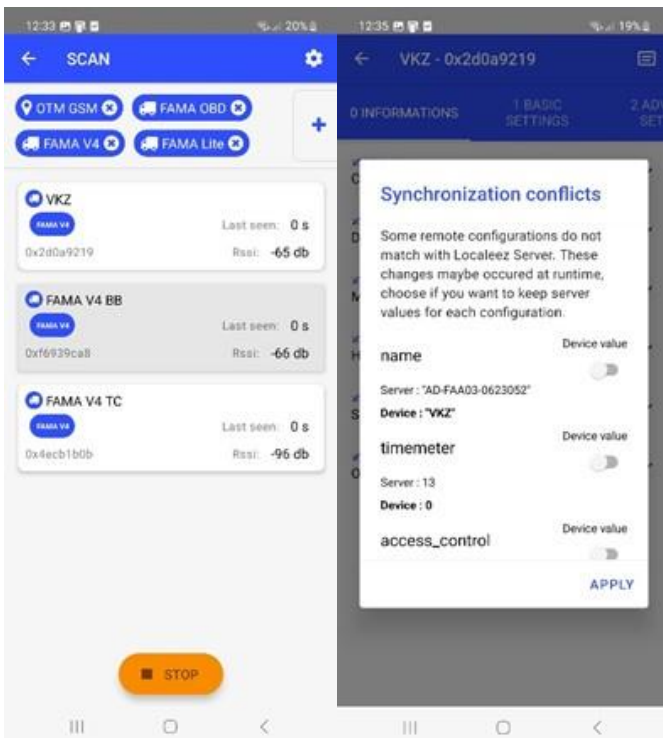 12:33
20%
SCAN
OTM GSM
FAMA OBD
FAMA V4
FAMA Lite
+
VKZ
FAMA V4
Last seen: 0 s
0x2d0a9219
Rssi: -65 db
FAMA V4 BB
FAMA V4
Last seen: 0 s
0xf6939ca8
Rssi: -66 db
FAMA V4 TC
FAMA V4
Last seen: 0 s
0x4ecb1b0b
Rssi: -96 db
STOP
12:35
19%
VKZ - 0x2d0a9219
0 INFORMATIONS
1 BASIC
SETTINGS
2 AD
SET
Synchronization conflicts
Some remote configurations do not
match with Localeez Server. These
changes maybe occured at runtime,
choose if you want to keep server
values for each configuration.
Device value
name
Server : "AD-FAA03-0623052"
Device : "VKZ"
Device value
timemeter
Server : 13
Device : 0
Device value
access_control
APPLY